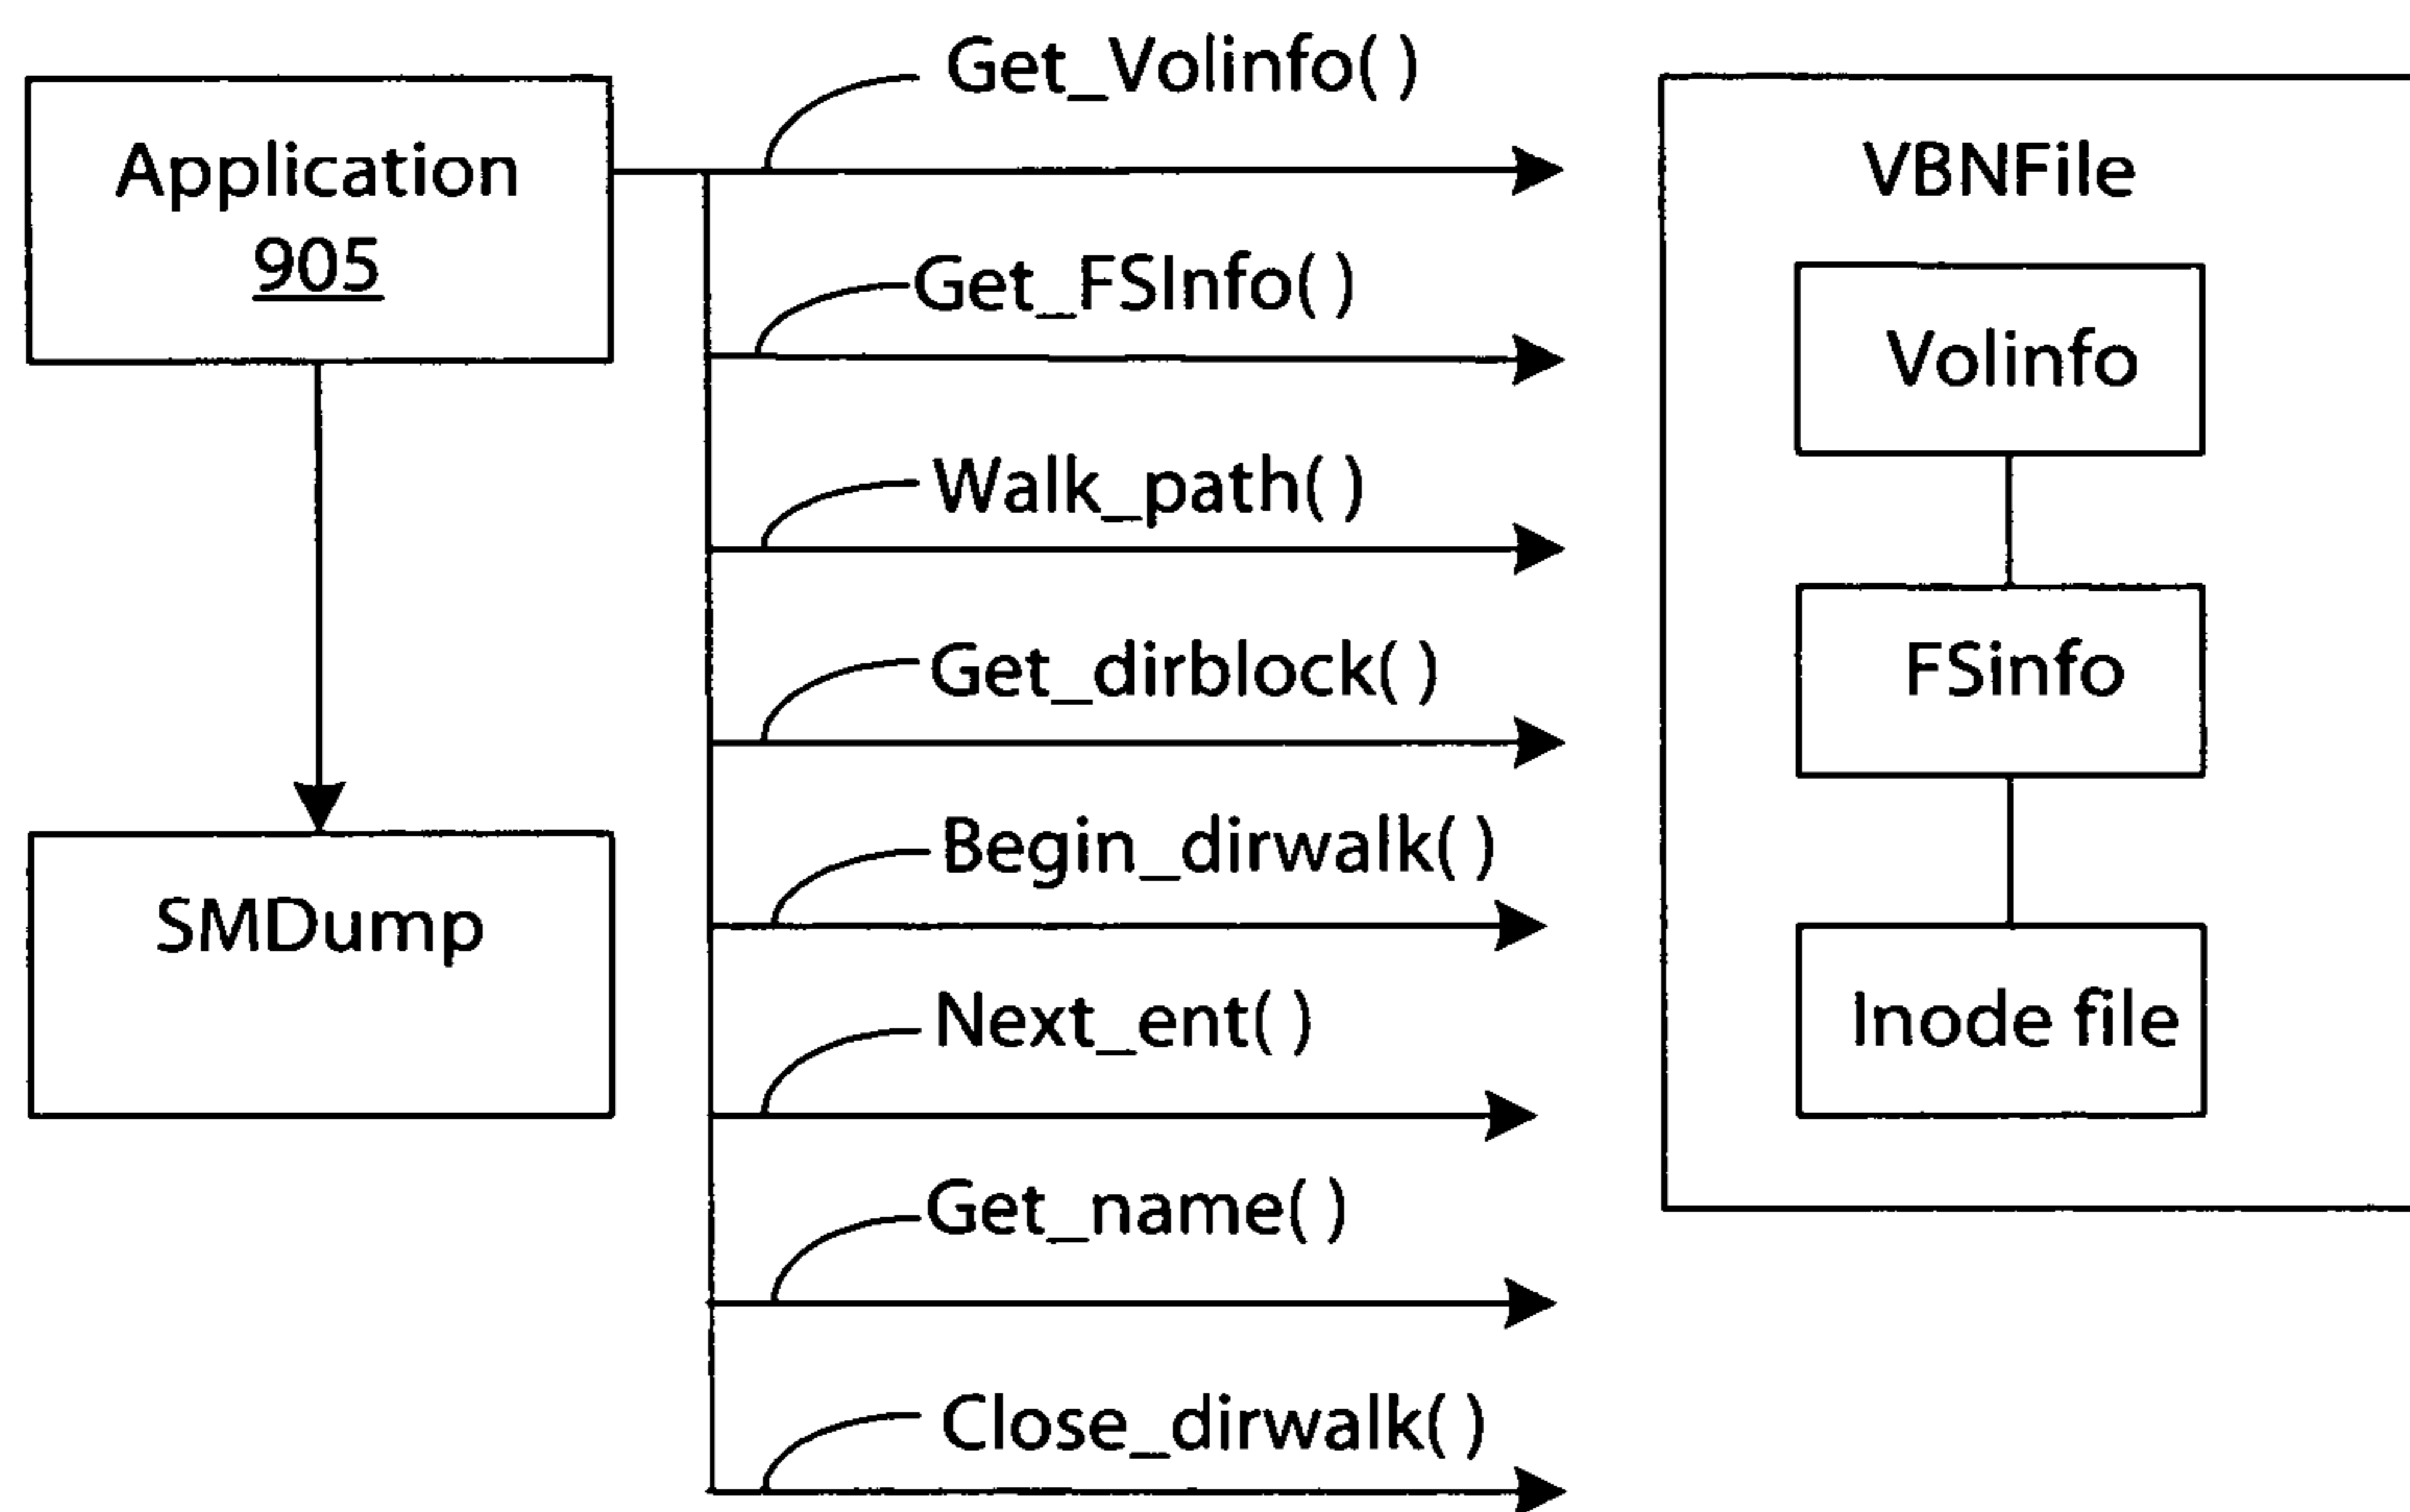 Application
905
SMDump
Get_Volinfo( )
Get_FSInfo( )
Walk_path( )
Get_dirblock( )
Begin_dirwalk( )
Next_ent( )
Get_name( )
Close_dirwalk( )
VBNFile
Volinfo
FSinfo
Inode file